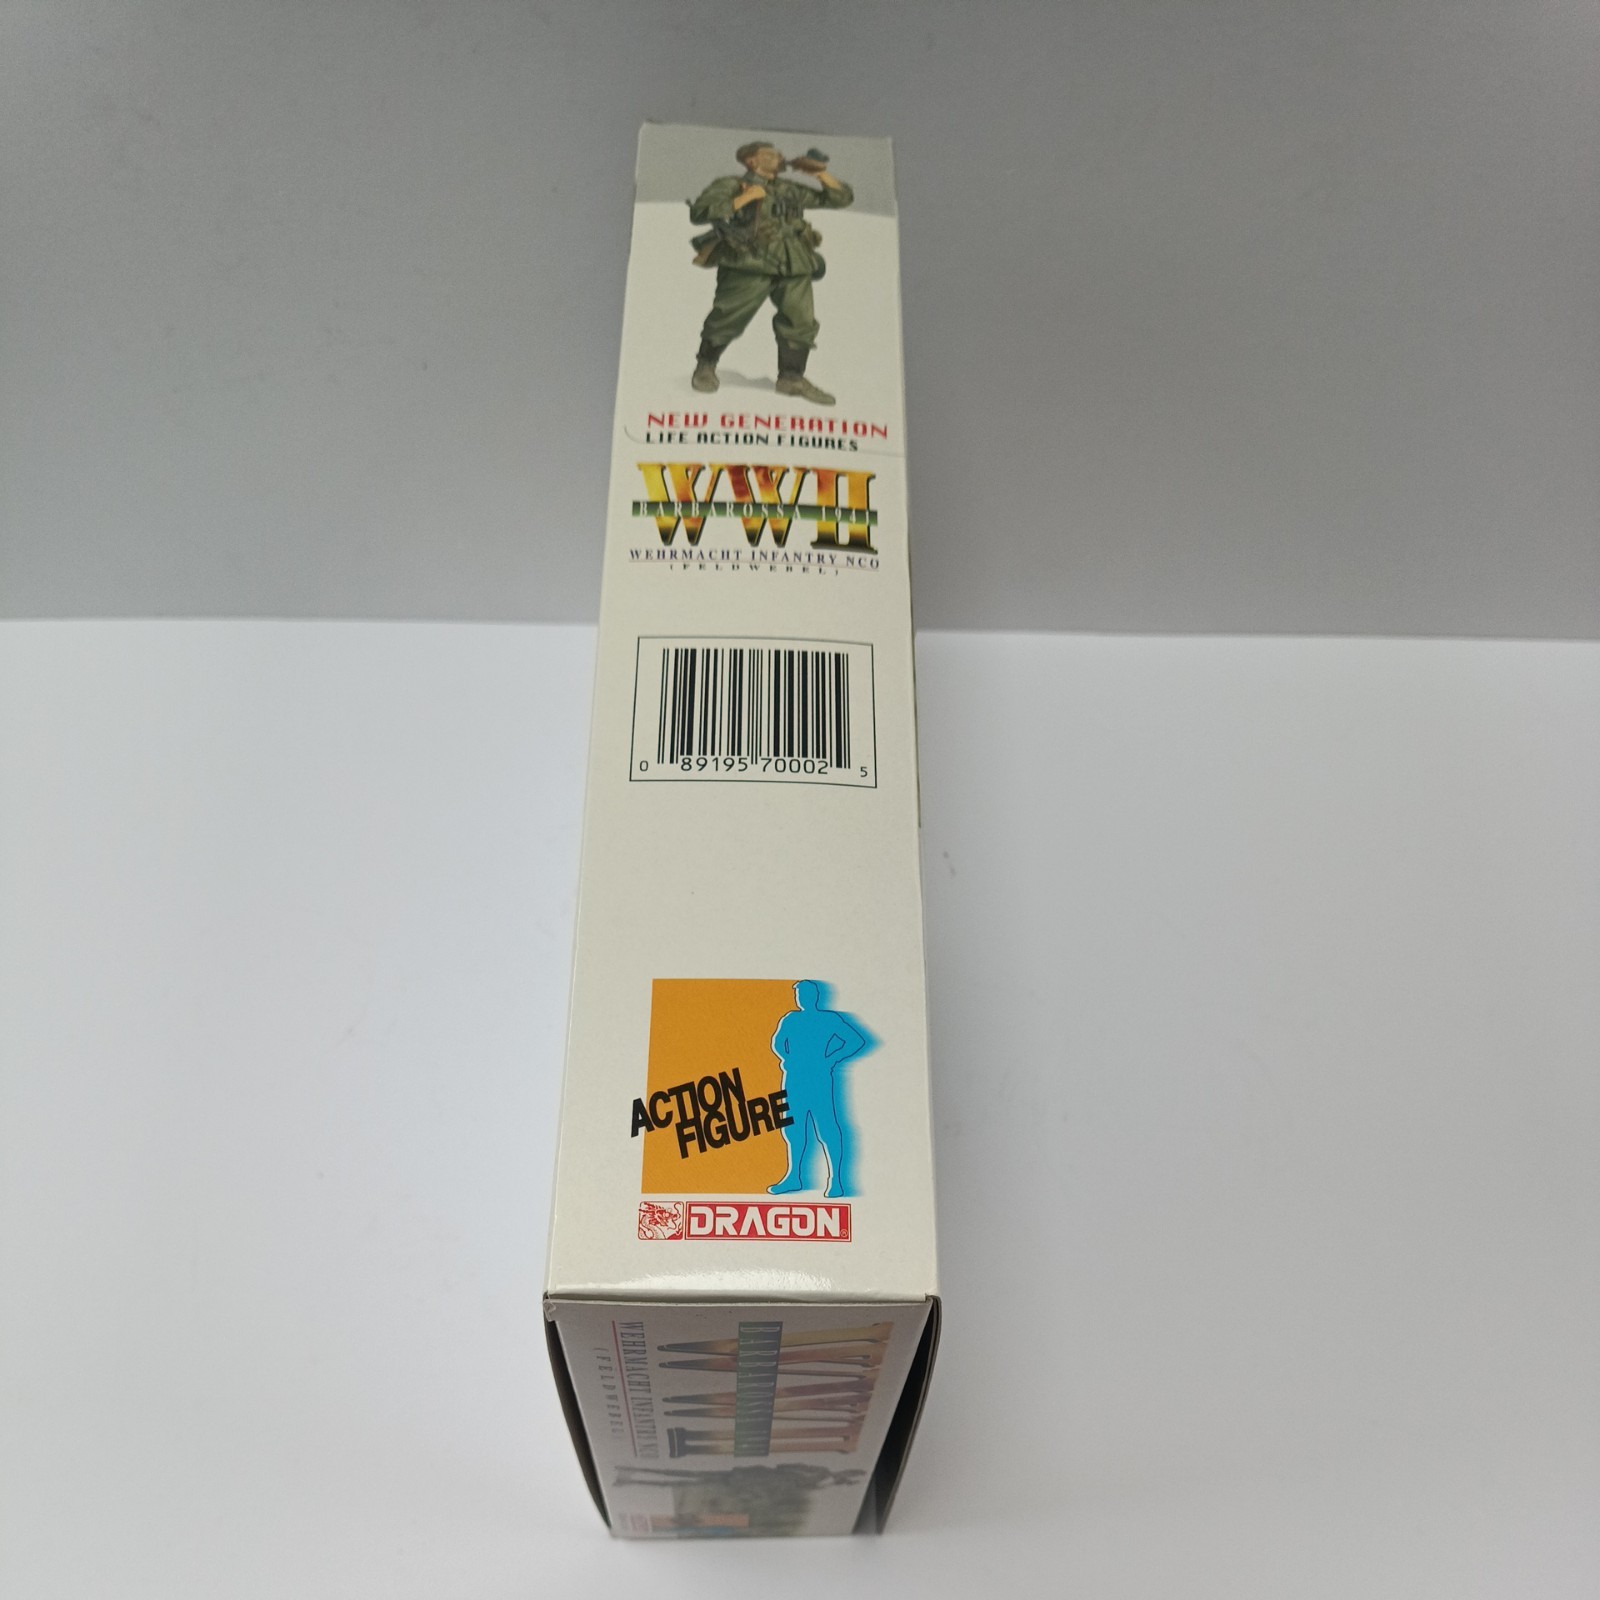 NEW GENERATION
LIFE ACTION FIGURES
WWII
BARBAROSSA 1941
WEHRMACHT INFANTRY NCO
(FELDWEBEL)
0 89195 70002 5
ACTION
FIGURE
DRAGON
BARBAROSSA
WEHRMACHT INFANTRY NCO
(FELDWEBEL)